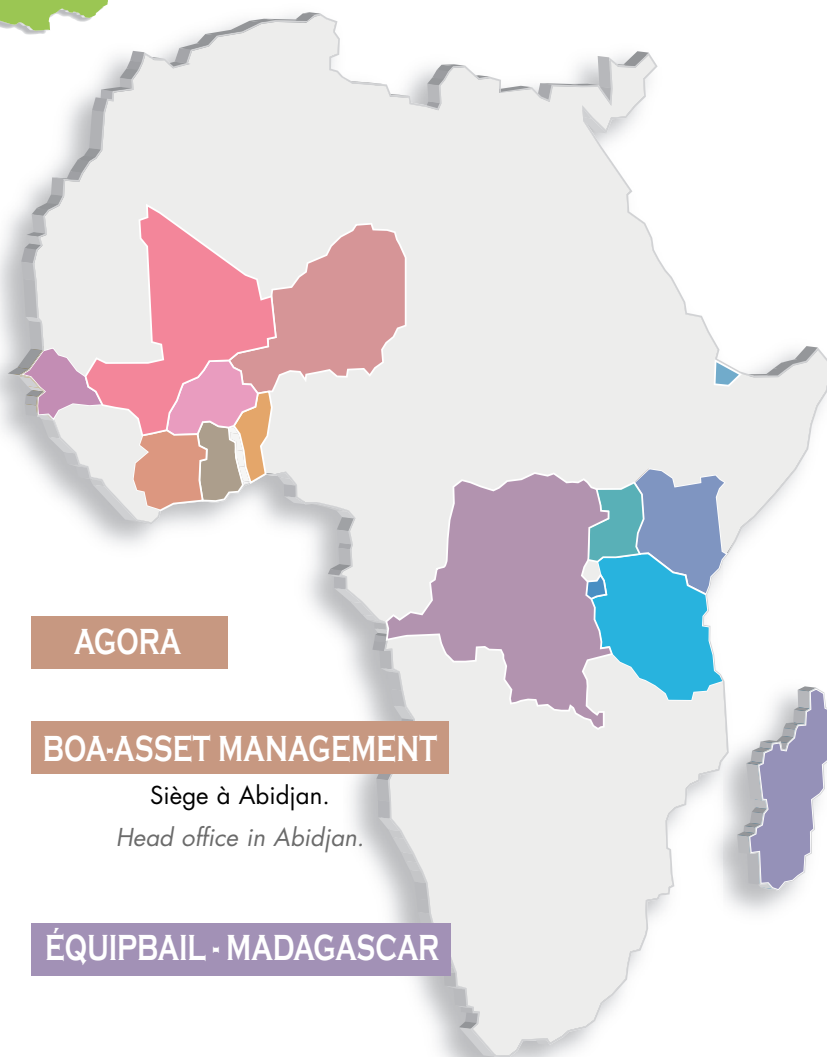 AGORA
BOA-ASSET MANAGEMENT
Siège à Abidjan.
Head office in Abidjan.
ÉQUIPBAIL - MADAGASCAR